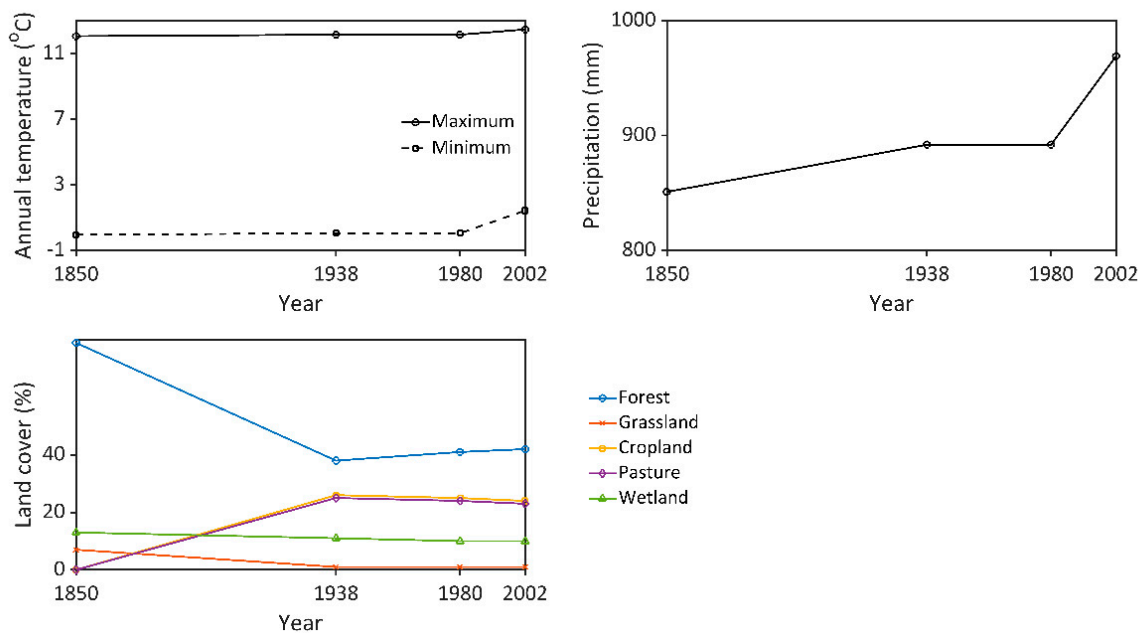 Annual temperature (°C)
11
7
3
-1
Maximum
Minimum
1850
1938
1980
2002
Year
Precipitation (mm)
1000
900
800
1850
1938
1980
2002
Year
Land cover (%)
40
20
0
1850
1938
1980
2002
Year
Forest
Grassland
Cropland
Pasture
Wetland